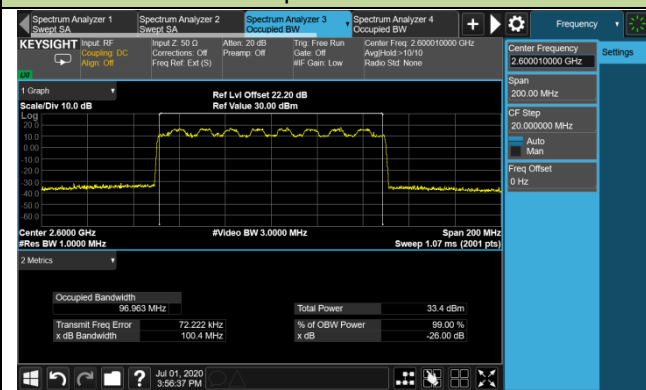 Spectrum Analyzer 1
Swept SA
Spectrum Analyzer 2
Swept SA
Spectrum Analyzer 3
Occupied BW
Spectrum Analyzer 4
Occupied BW
Frequency
KEYSIGHT
Input: RF
Coupling: DC
Align: Off
Input Z: 50 Ω
Corrections: Off
Freq Ref: Ext (S)
Atten: 20 dB
Preamp: Off
Trig: Free Run
Gate: Off
#IF Gain: Low
Center Freq: 2.600010000 GHz
Avg|Hold:>10/10
Radio Std: None
LXI
Center Frequency
2.600010000 GHz
Settings
Span
200.00 MHz
CF Step
20.000000 MHz
Auto
Man
Freq Offset
0 Hz
1 Graph
Scale/Div 10.0 dB
Ref Lvl Offset 22.20 dB
Ref Value 30.00 dBm
Log
20.0
10.0
0.00
-10.0
-20.0
-30.0
-40.0
-50.0
-60.0
Center 2.6000 GHz
#Res BW 1.0000 MHz
#Video BW 3.0000 MHz
Span 200 MHz
Sweep 1.07 ms (2001 pts)
2 Metrics
Occupied Bandwidth
96.963 MHz
Total Power
33.4 dBm
Transmit Freq Error
72.222 kHz
% of OBW Power
99.00 %
x dB Bandwidth
100.4 MHz
x dB
-26.00 dB
?
Jul 01, 2020
3:56:37 PM